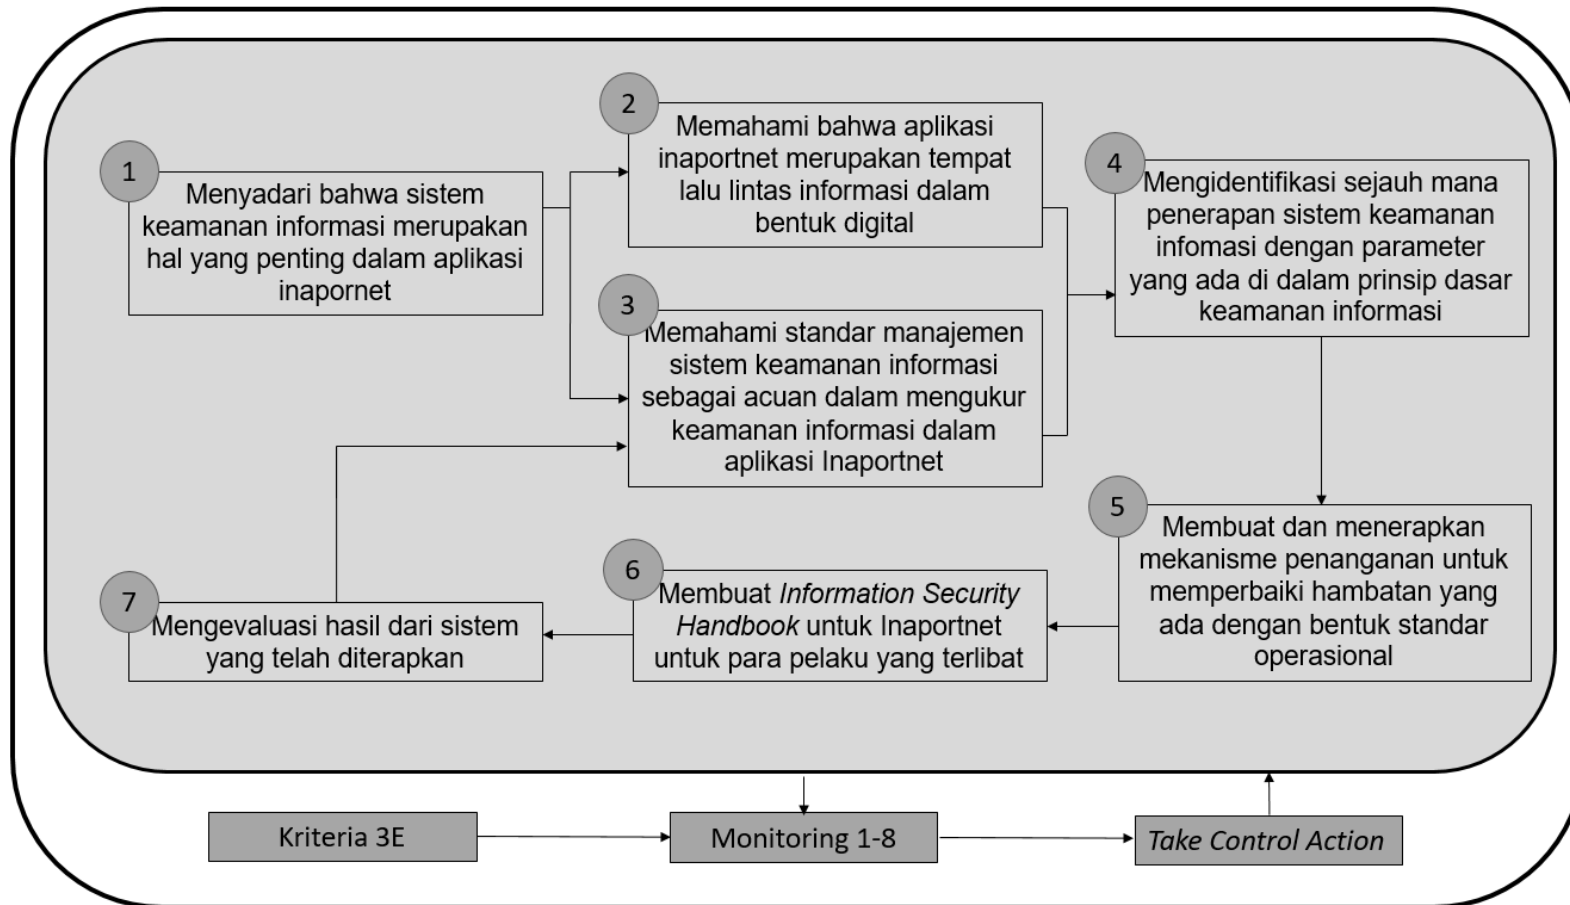 1
Menyadari bahwa sistem
keamanan informasi merupakan
hal yang penting dalam aplikasi
inapornet
2
Memahami bahwa aplikasi
inaportnet merupakan tempat
lalu lintas informasi dalam
bentuk digital
3
Memahami standar manajemen
sistem keamanan informasi
sebagai acuan dalam mengukur
keamanan informasi dalam
aplikasi Inaportnet
4
Mengidentifikasi sejauh mana
penerapan sistem keamanan
infomasi dengan parameter
yang ada di dalam prinsip dasar
keamanan informasi
5
Membuat dan menerapkan
mekanisme penanganan untuk
memperbaiki hambatan yang
ada dengan bentuk standar
operasional
6
Membuat Information Security
Handbook untuk Inaportnet
untuk para pelaku yang terlibat
7
Mengevaluasi hasil dari sistem
yang telah diterapkan
Kriteria 3E
Monitoring 1-8
Take Control Action